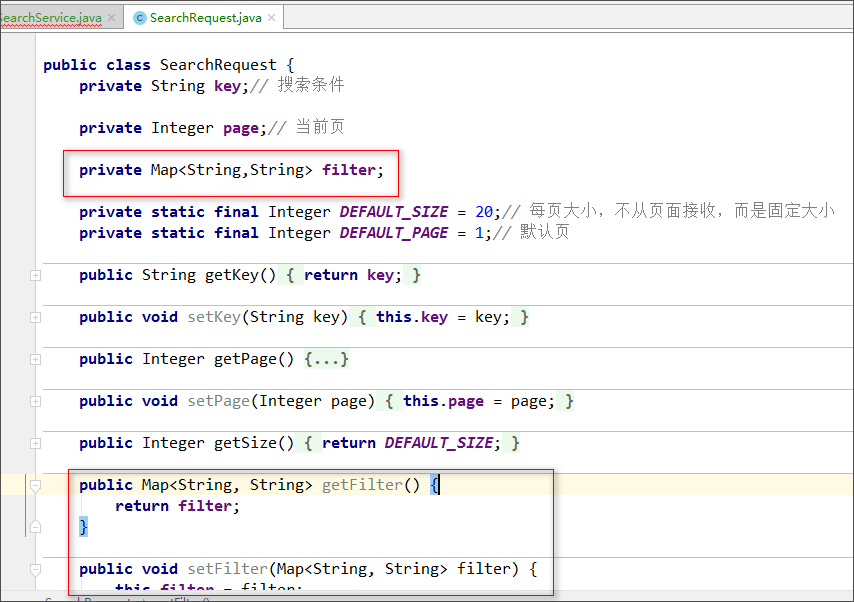 SearchService.java × SearchRequest.java ×
public class SearchRequest {
private String key;// 搜索条件
private Integer page;// 当前页
private Map<String,String> filter;
private static final Integer DEFAULT_SIZE = 20;// 每页大小，不从页面接收，而是固定大小
private static final Integer DEFAULT_PAGE = 1;// 默认页
public String getKey() { return key; }
public void setKey(String key) { this.key = key; }
public Integer getPage() {...}
public void setPage(Integer page) { this.page = page; }
public Integer getSize() { return DEFAULT_SIZE; }
public Map<String, String> getFilter() {
return filter;
}
public void setFilter(Map<String, String> filter) {
this.filter = filter;